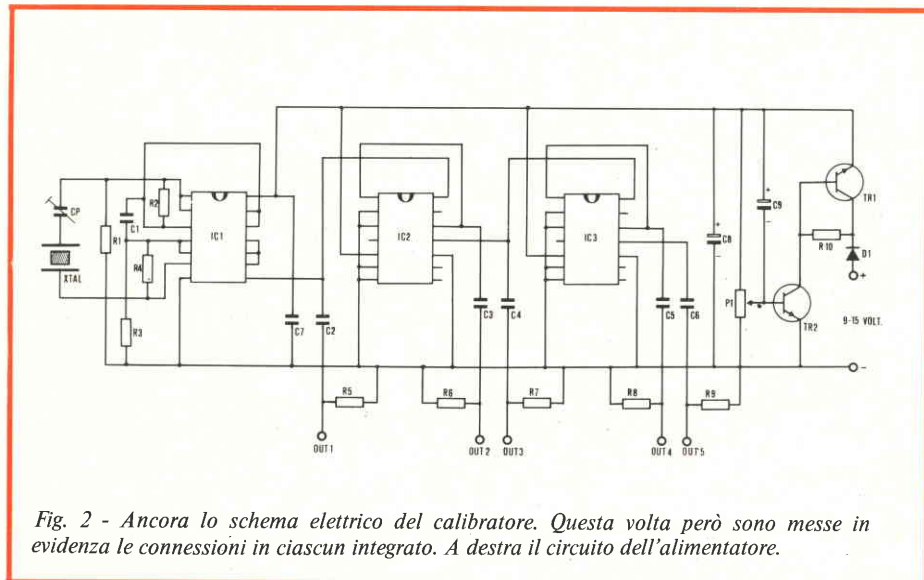 CP
C1
R2
R1
R4
XTAL
R3
IC1
C7
C2
R5
OUT1
IC2
C3
C4
R6
R7
OUT2
OUT3
IC3
C5
C6
R8
R9
OUT4
OUT5
C8
C9
+
-
+
-
P1
TR1
R10
D1
+
TR2
9-15 VOLT.
-
Fig. 2 - Ancora lo schema elettrico del calibratore. Questa volta però sono messe in
evidenza le connessioni in ciascun integrato. A destra il circuito dell'alimentatore.